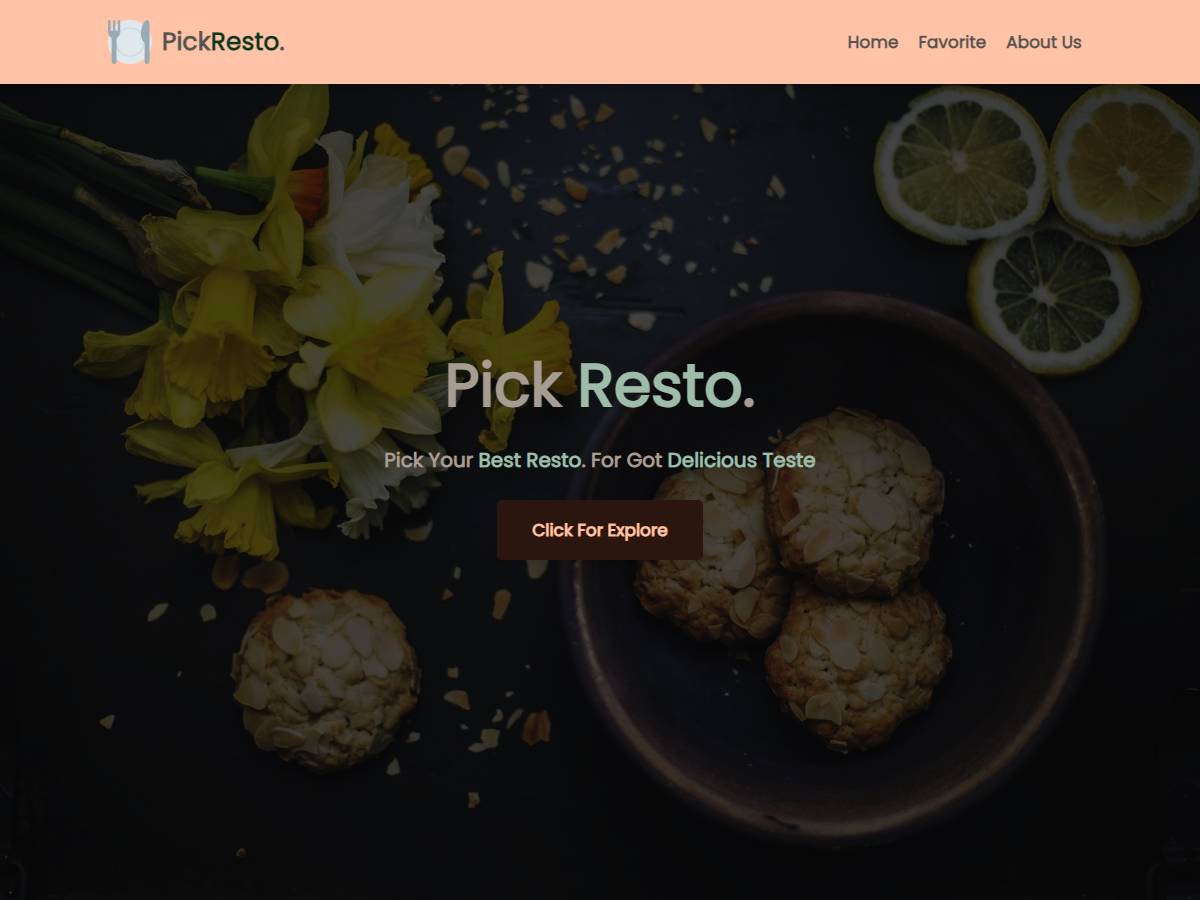 PickResto.
Home Favorite About Us
Pick Resto.
Pick Your Best Resto. For Got Delicious Teste
Click For Explore